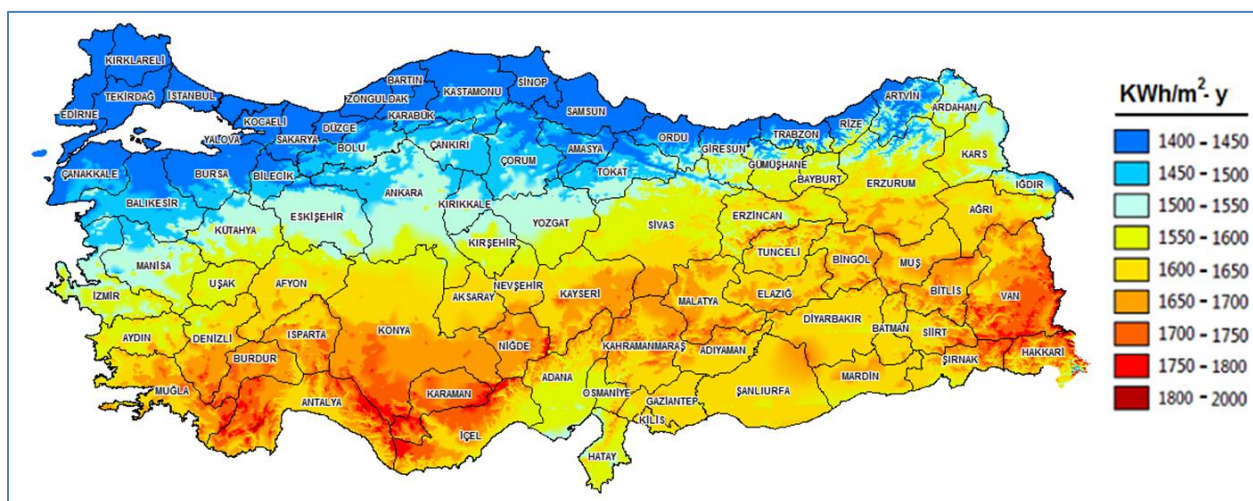 KIRKLARELİ
TEKİRDAĞ
İSTANBUL
EDİRNE
KOCAELİ
YALOVA
SAKARYA
DÜZCE
ZONGULDAK
BARTIN
KARABÜK
KASTAMONU
SİNOP
SAMSUN
ORDU
GİRESUN
TRABZON
RİZE
ARTVİN
ARDAHAN
ÇANAKKALE
BURSA
BİLECİK
BOLU
ÇANKIRI
ÇORUM
AMASYA
TOKAT
GÜMÜŞHANE
BAYBURT
ERZURUM
KARS
IĞDIR
BALIKESİR
KÜTAHYA
ESKİŞEHİR
ANKARA
KIRIKKALE
YOZGAT
SİVAS
ERZİNCAN
AĞRI
MANİSA
UŞAK
AFYON
KIRŞEHİR
NEVŞEHİR
KAYSERİ
TUNCELİ
BİNGÖL
MUŞ
BİTLİS
VAN
İZMİR
AKSARAY
MALATYA
ELAZIĞ
DİYARBAKIR
BATMAN
SİİRT
AYDIN
DENİZLİ
ISPARTA
KONYA
NİĞDE
KAHRAMANMARAŞ
ADIYAMAN
ŞIRNAK
HAKKARİ
BURDUR
MUĞLA
ANTALYA
KARAMAN
ADANA
OSMANİYE
GAZİANTEP
ŞANLIURFA
MARDİN
KİLİS
İÇEL
HATAY
KWh/m²- y
1400 - 1450
1450 - 1500
1500 - 1550
1550 - 1600
1600 - 1650
1650 - 1700
1700 - 1750
1750 - 1800
1800 - 2000